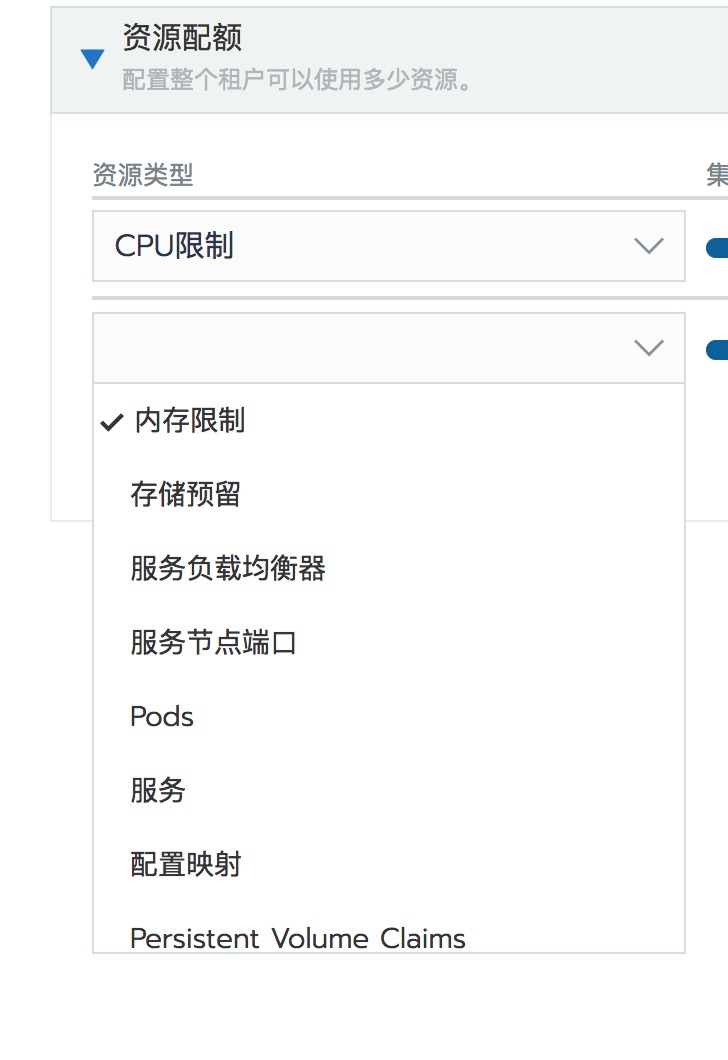 资源配额
配置整个租户可以使用多少资源。
资源类型
集
CPU限制
内存限制
存储预留
服务负载均衡器
服务节点端口
Pods
服务
配置映射
Persistent Volume Claims